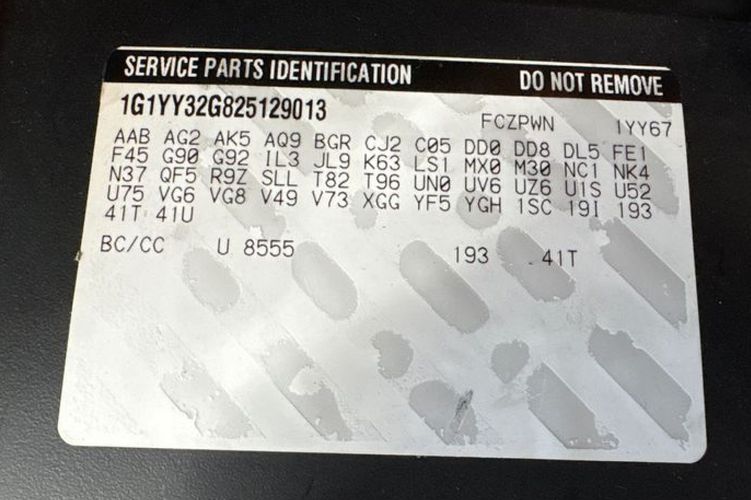 SERVICE PARTS IDENTIFICATION DO NOT REMOVE
1G1YY32G825129013 FCZPWN 1YY67
AAB AG2 AK5 AQ9 BGR CJ2 C05 DD0 DD8 DL5 FE1
F45 G90 G92 IL3 JL9 K63 LS1 MX0 M30 NC1 NK4
N37 QF5 R9Z SLL T82 T96 UN0 UV6 UZ6 U1S U52
U75 VG6 VG8 V49 V73 XGG YF5 YGH 1SC 19I 193
41T 41U
BC/CC U 8555 193 41T